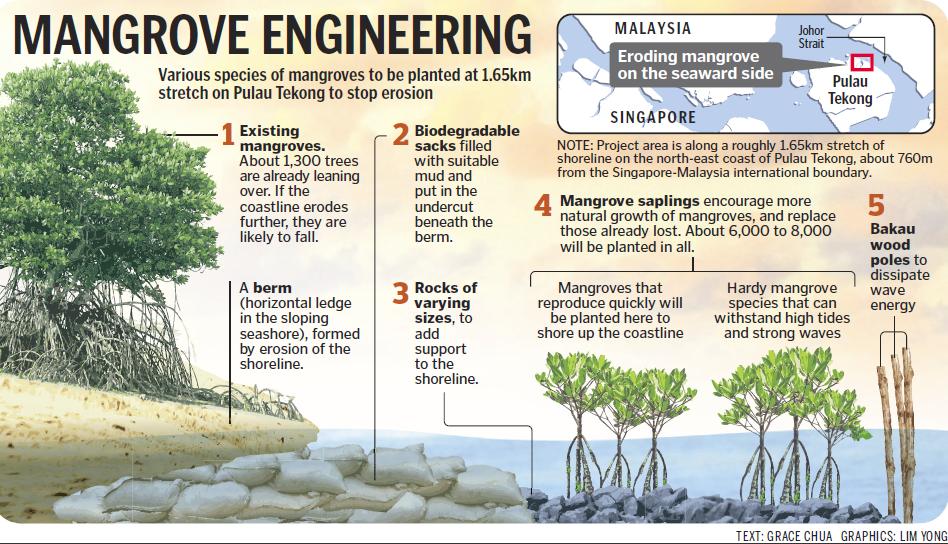 MANGROVE ENGINEERING
Various species of mangroves to be planted at 1.65km
stretch on Pulau Tekong to stop erosion
MALAYSIA
Johor
Strait
Eroding mangrove
on the seaward side
Pulau
Tekong
SINGAPORE
NOTE: Project area is along a roughly 1.65km stretch of
shoreline on the north-east coast of Pulau Tekong, about 760m
from the Singapore-Malaysia international boundary.
1 Existing
mangroves.
About 1,300 trees
are already leaning
over. If the
coastline erodes
further, they are
likely to fall.
A berm
(horizontal ledge
in the sloping
seashore), formed
by erosion of the
shoreline.
2 Biodegradable
sacks filled
with suitable
mud and
put in the
undercut
beneath the
berm.
3 Rocks of
varying
sizes, to
add
support
to the
shoreline.
4 Mangrove saplings encourage more
natural growth of mangroves, and replace
those already lost. About 6,000 to 8,000
will be planted in all.
Mangroves that
reproduce quickly will
be planted here to
shore up the coastline
Hardy mangrove
species that can
withstand high tides
and strong waves
5
Bakau
wood
poles to
dissipate
wave
energy
TEXT: GRACE CHUA GRAPHICS: LIM YONG